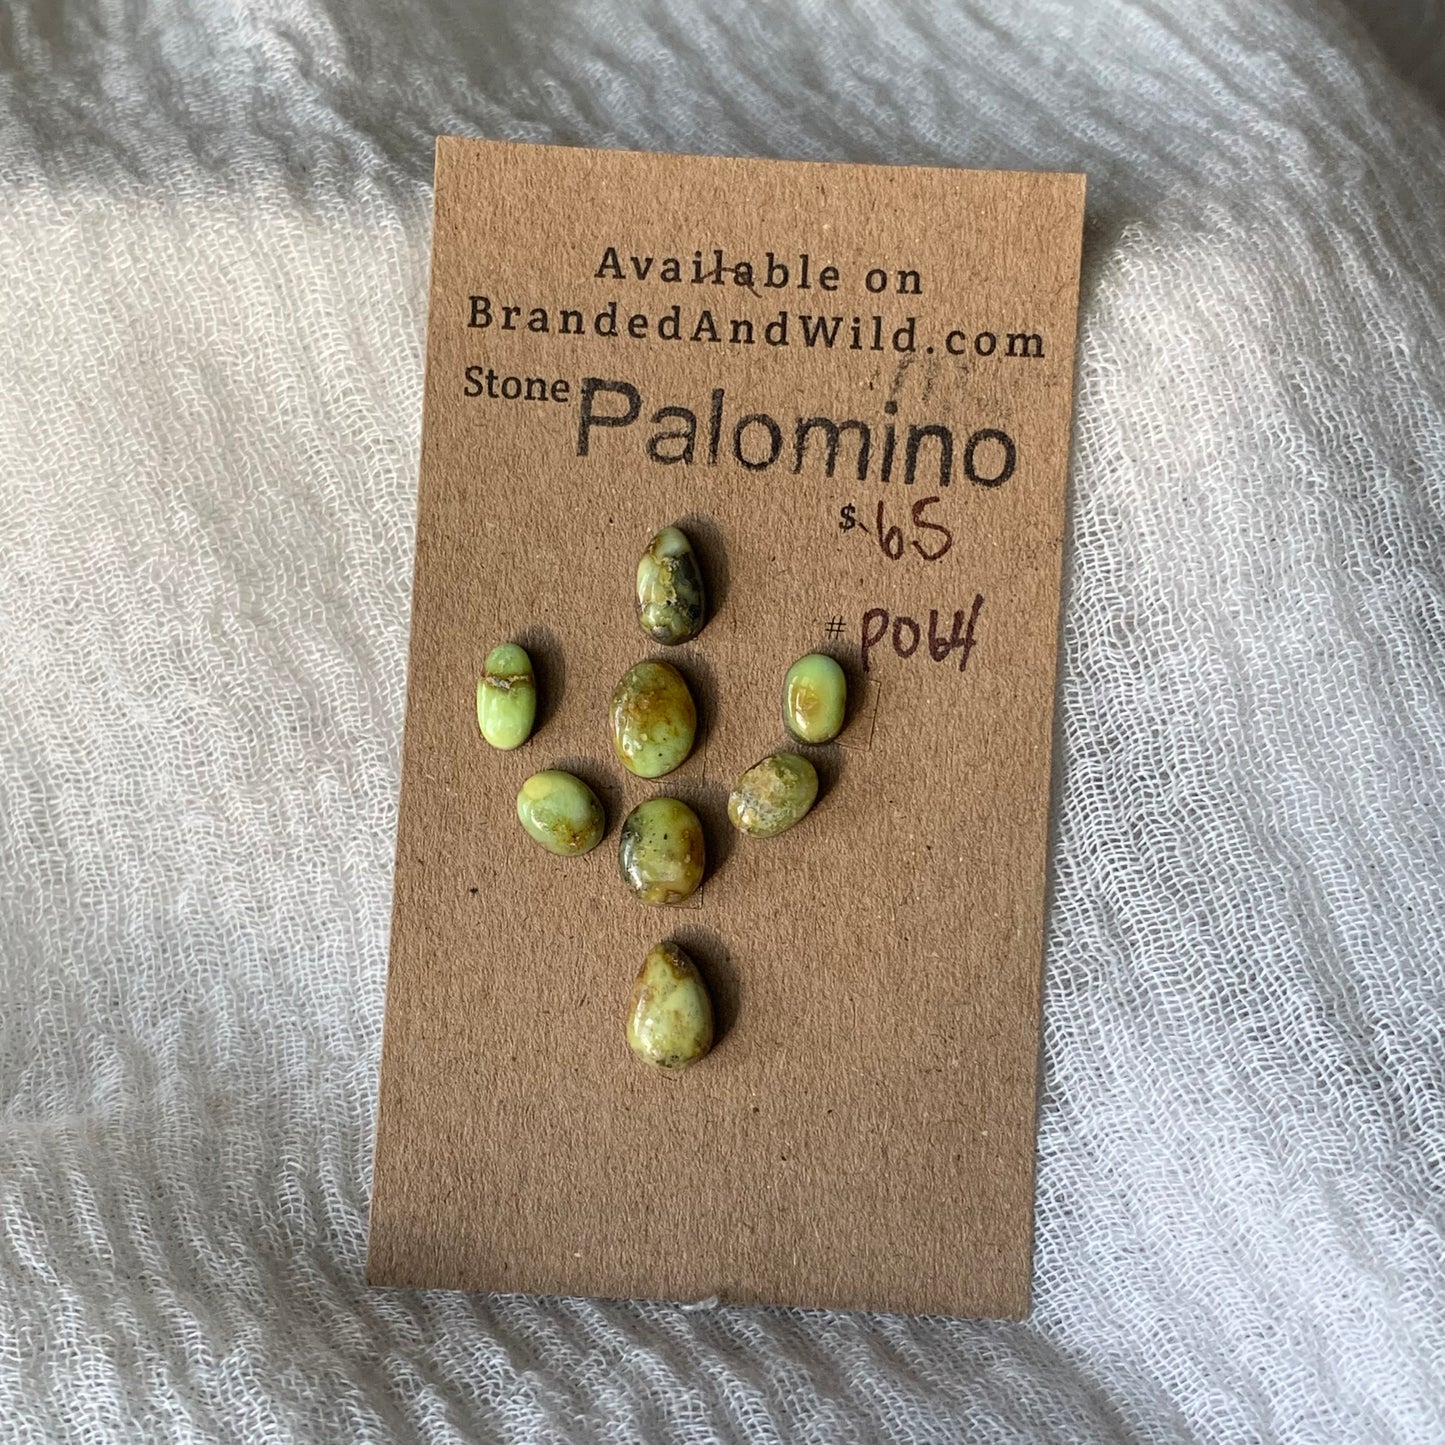 Available on
BrandedAndWild.com
Stone Palomino
$ 65
# P064